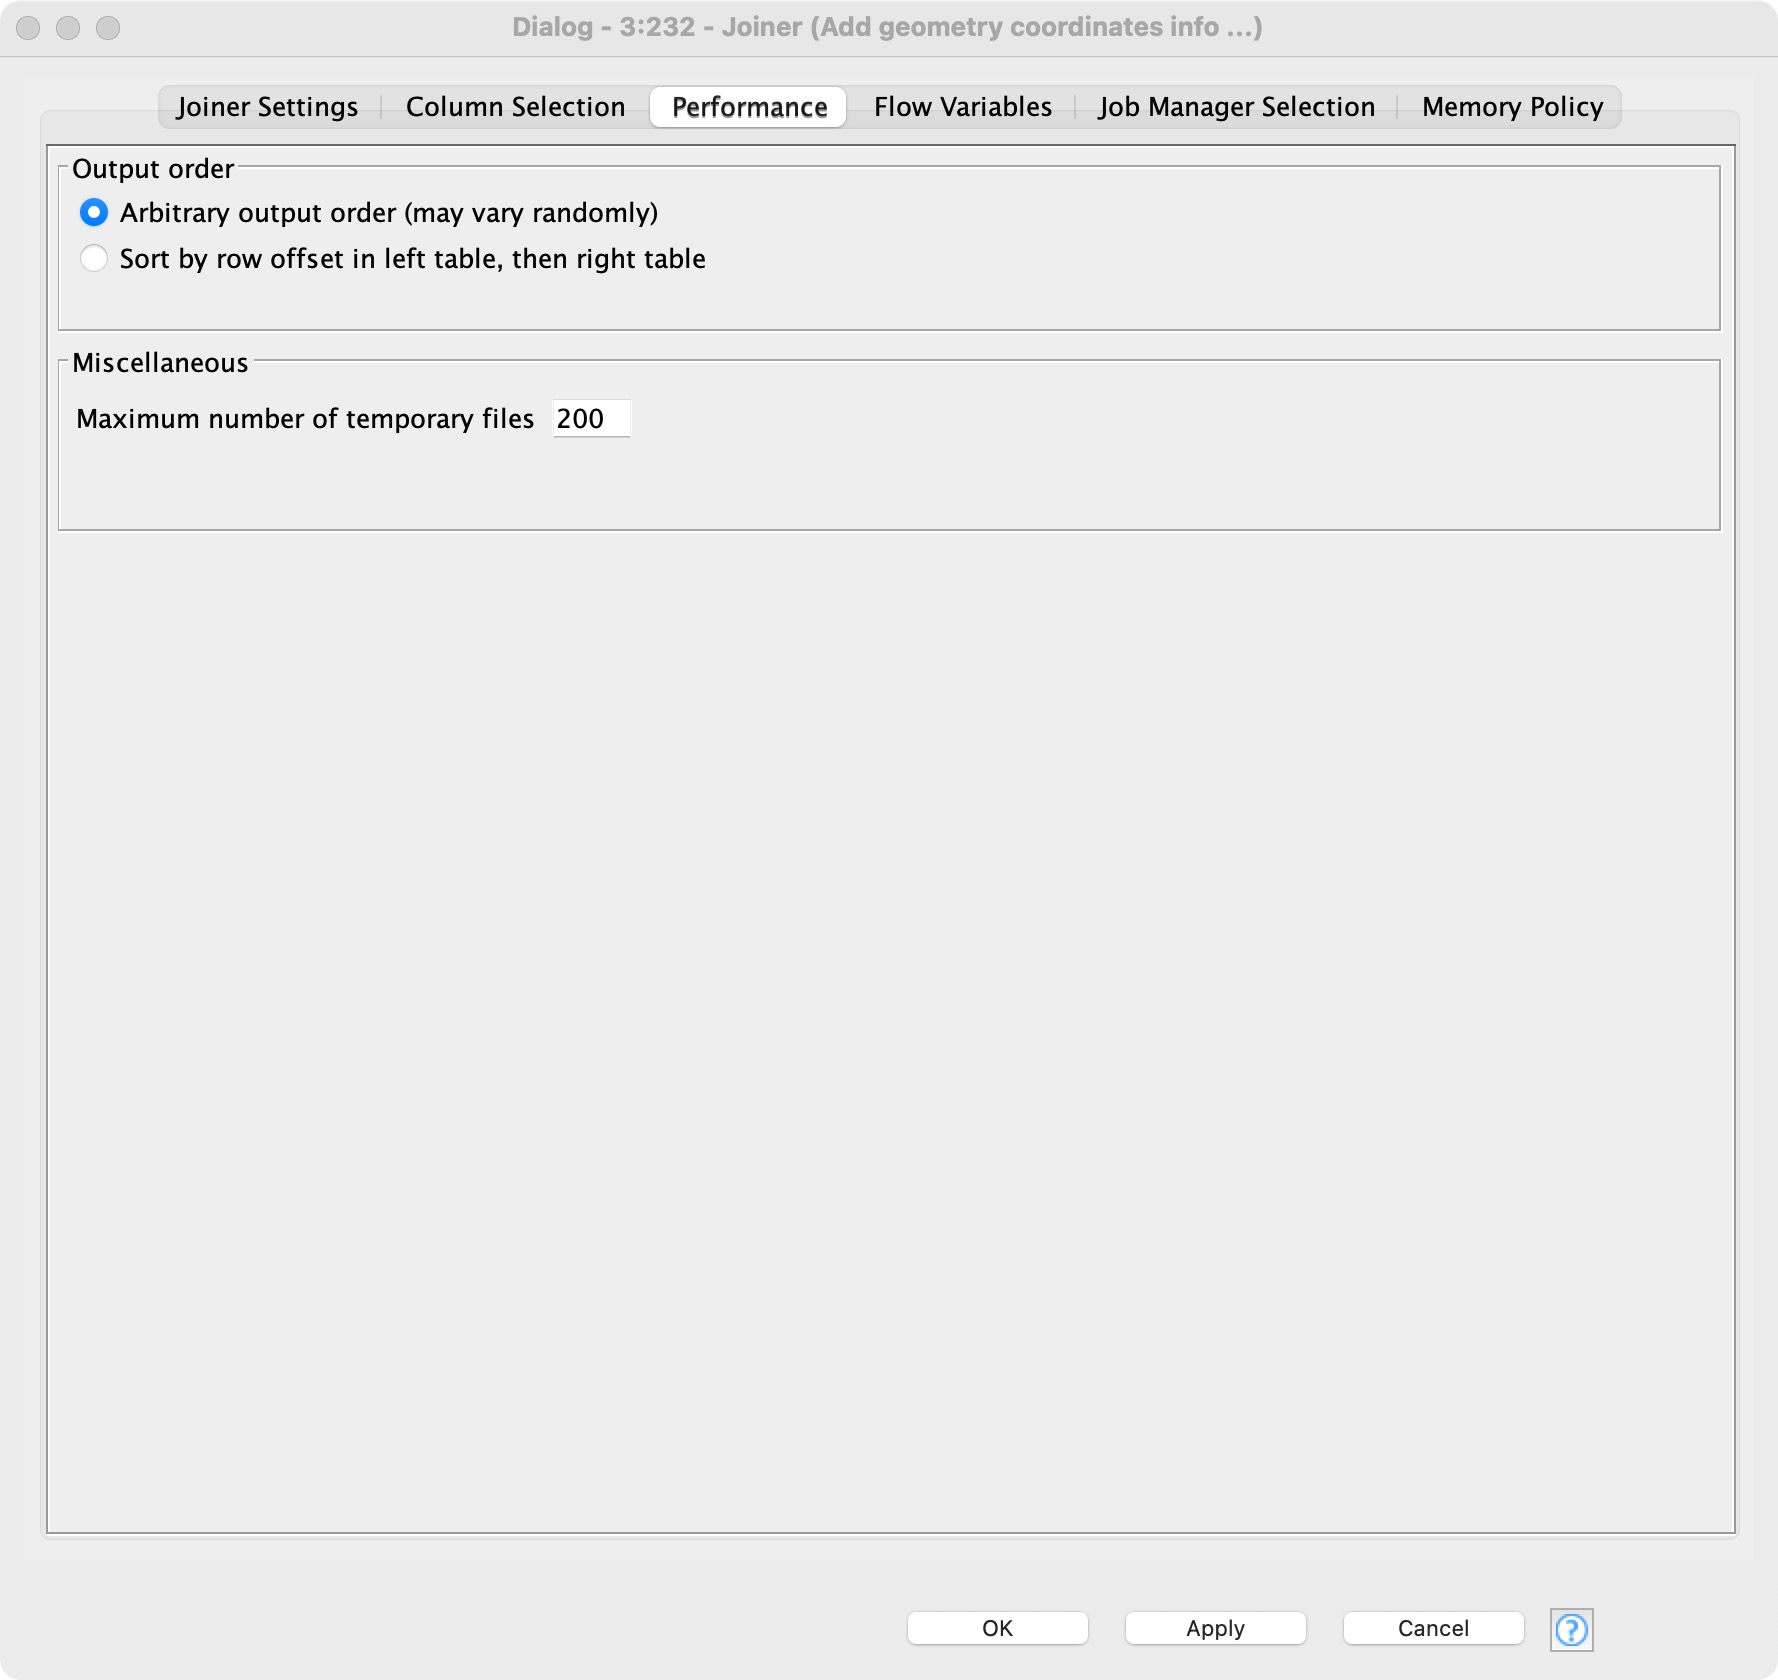 Dialog - 3:232 - Joiner (Add geometry coordinates info ...)
Joiner Settings Column Selection Performance Flow Variables Job Manager Selection Memory Policy
Output order
Arbitrary output order (may vary randomly)
Sort by row offset in left table, then right table
Miscellaneous
Maximum number of temporary files 200
OK Apply Cancel ?